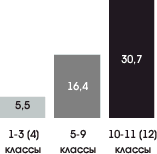 5,5
16,4
30,7
1-3 (4) 5-9 10-11 (12)
классы классы классы